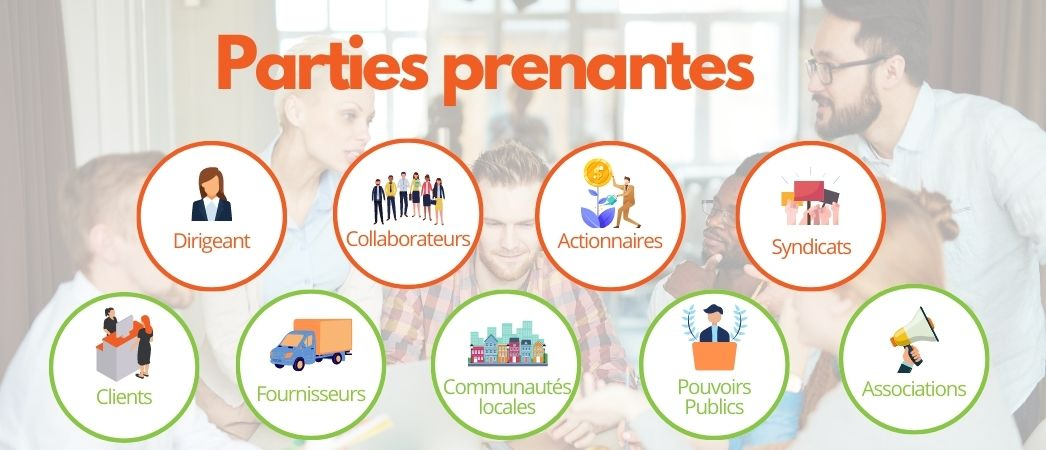 Parties prenantes
Dirigeant
Collaborateurs
Actionnaires
Syndicats
Clients
Fournisseurs
Communautés
locales
Pouvoirs
Publics
Associations